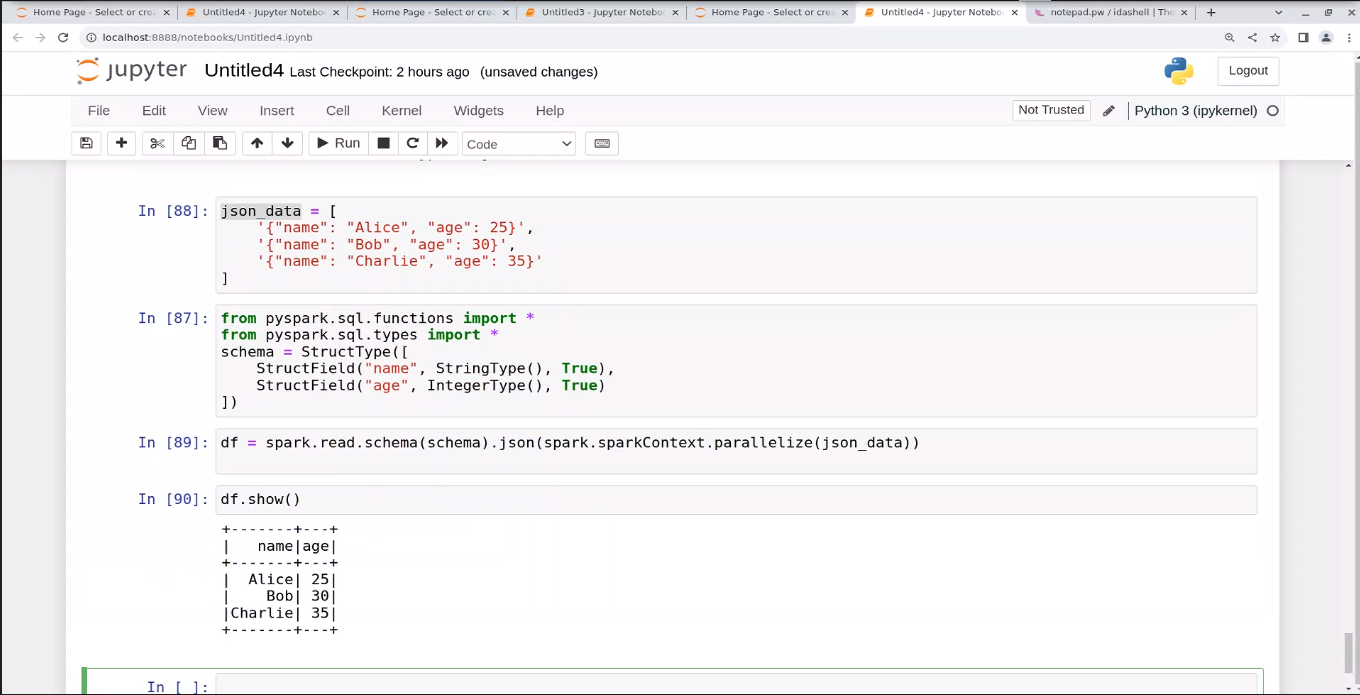 Home Page - Select or crea × Untitled4 - Jupyter Notebo × Home Page - Select or crea × Untitled3 - Jupyter Notebo × Home Page - Select or crea × Untitled4 - Jupyter Notebo × notepad.pw / idashell | The ×
localhost:8888/notebooks/Untitled4.ipynb
jupyter Untitled4 Last Checkpoint: 2 hours ago (unsaved changes) Logout
File Edit View Insert Cell Kernel Widgets Help Not Trusted Python 3 (ipykernel)
Run Code
In [88]: json_data = [
'{"name": "Alice", "age": 25}',
'{"name": "Bob", "age": 30}',
'{"name": "Charlie", "age": 35}'
]
In [87]: from pyspark.sql.functions import *
from pyspark.sql.types import *
schema = StructType([
StructField("name", StringType(), True),
StructField("age", IntegerType(), True)
])
In [89]: df = spark.read.schema(schema).json(spark.sparkContext.parallelize(json_data))
In [90]: df.show()
+-------+---+
|   name|age|
+-------+---+
|  Alice| 25|
|    Bob| 30|
|Charlie| 35|
+-------+---+
In [ ]: